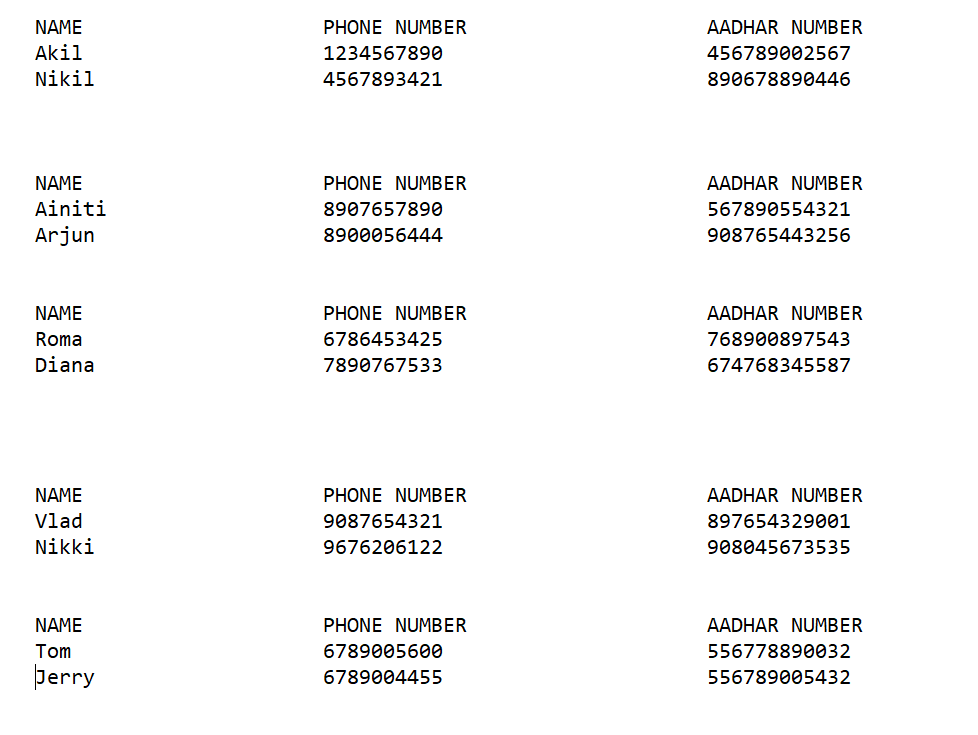 NAME PHONE NUMBER AADHAR NUMBER
Akil 1234567890 456789002567
Nikil 4567893421 890678890446
NAME PHONE NUMBER AADHAR NUMBER
Ainiti 8907657890 567890554321
Arjun 8900056444 908765443256
NAME PHONE NUMBER AADHAR NUMBER
Roma 6786453425 768900897543
Diana 7890767533 674768345587
NAME PHONE NUMBER AADHAR NUMBER
Vlad 9087654321 897654329001
Nikki 9676206122 908045673535
NAME PHONE NUMBER AADHAR NUMBER
Tom 6789005600 556778890032
Jerry 6789004455 556789005432